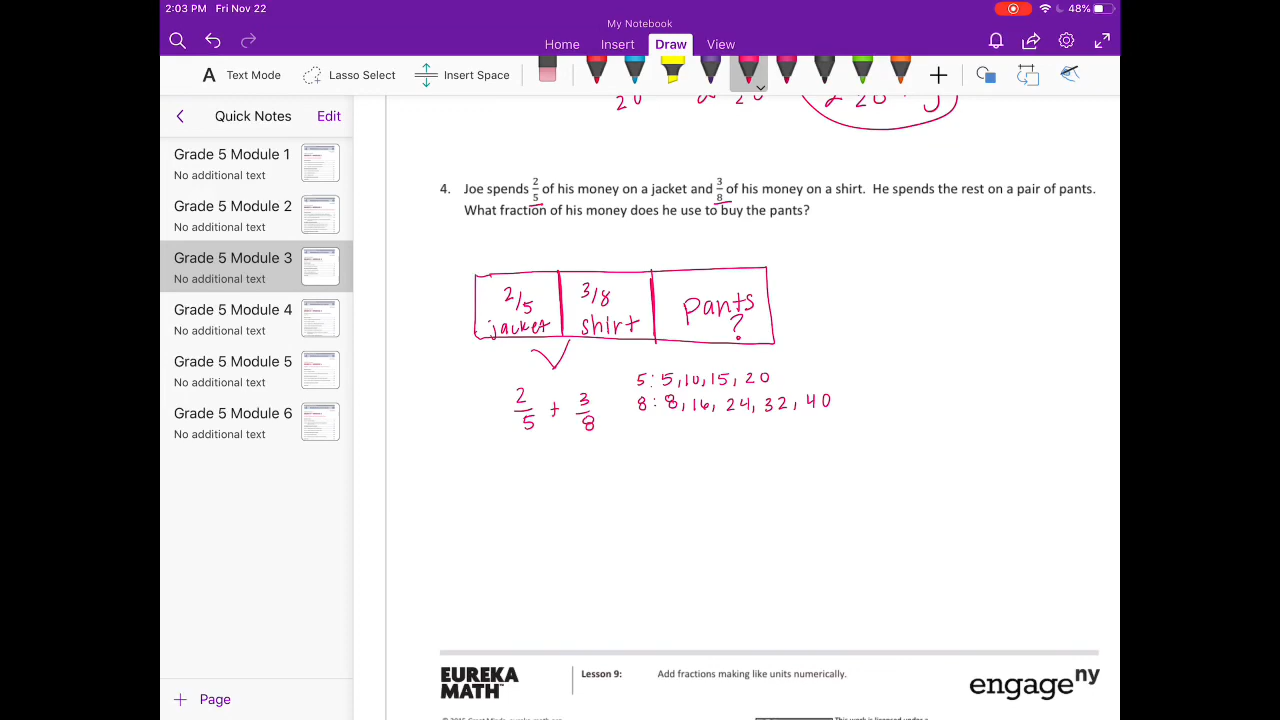 2:03 PM Fri Nov 22
48%
My Notebook
Home Insert Draw View
Text Mode
Lasso Select
Insert Space
Quick Notes Edit
Grade 5 Module 1
No additional text
Grade 5 Module 2
No additional text
Grade 5 Module 3
No additional text
Grade 5 Module 4
No additional text
Grade 5 Module 5
No additional text
Grade 6 Module 6
No additional text
+ Page
4. Joe spends 2/5 of his money on a jacket and 3/8 of his money on a shirt. He spends the rest on a pair of pants.
What fraction of his money does he use to buy the pants?
2/5 3/8 Pants
jacket shirt ?
5: 5, 10, 15, 20
8: 8, 16, 24, 32, 40
2/5 + 3/8
EUREKA
MATH™
Lesson 9: Add fractions making like units numerically.
engageny